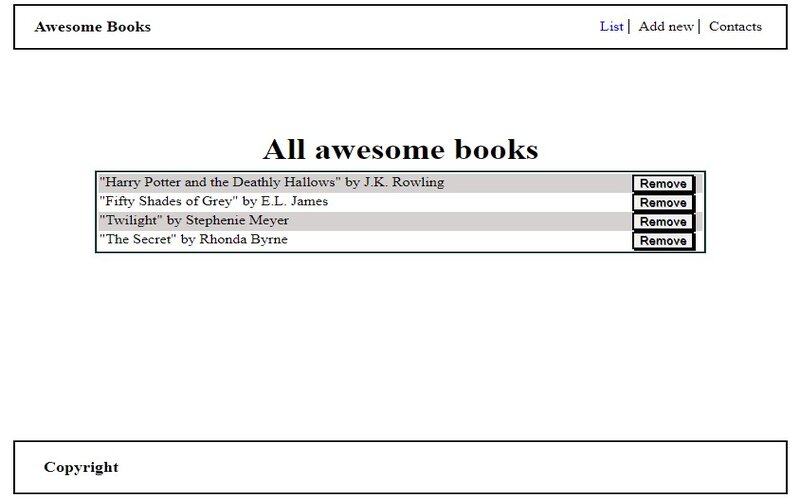 Awesome Books
List | Add new | Contacts
All awesome books
"Harry Potter and the Deathly Hallows" by J.K. Rowling Remove
"Fifty Shades of Grey" by E.L. James Remove
"Twilight" by Stephenie Meyer Remove
"The Secret" by Rhonda Byrne Remove
Copyright